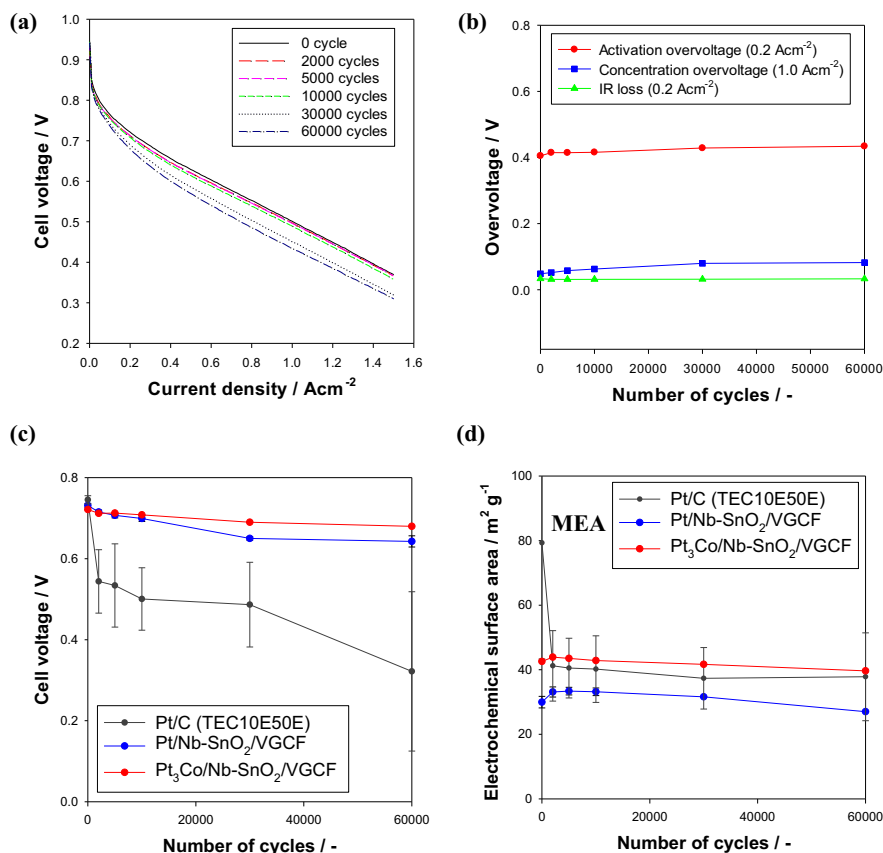 (a)
1.0
0.9
0.8
0.7
0.6
0.5
0.4
0.3
0.2
0.0 0.2 0.4 0.6 0.8 1.0 1.2 1.4 1.6
Cell voltage / V
Current density / Acm⁻²
0 cycle
2000 cycles
5000 cycles
10000 cycles
30000 cycles
60000 cycles
(b)
0.8
0.6
0.4
0.2
0.0
0 10000 20000 30000 40000 50000 60000
Overvoltage / V
Number of cycles / -
Activation overvoltage (0.2 Acm⁻²)
Concentration overvoltage (1.0 Acm⁻²)
IR loss (0.2 Acm⁻²)
(c)
0.8
0.6
0.4
0.2
0.0
0 20000 40000 60000
Cell voltage / V
Number of cycles / -
Pt/C (TEC10E50E)
Pt/Nb-SnO₂/VGCF
Pt₃Co/Nb-SnO₂/VGCF
(d)
100
80
60
40
20
0
0 20000 40000 60000
Electrochemical surface area / m² g⁻¹
Number of cycles / -
MEA
Pt/C (TEC10E50E)
Pt/Nb-SnO₂/VGCF
Pt₃Co/Nb-SnO₂/VGCF